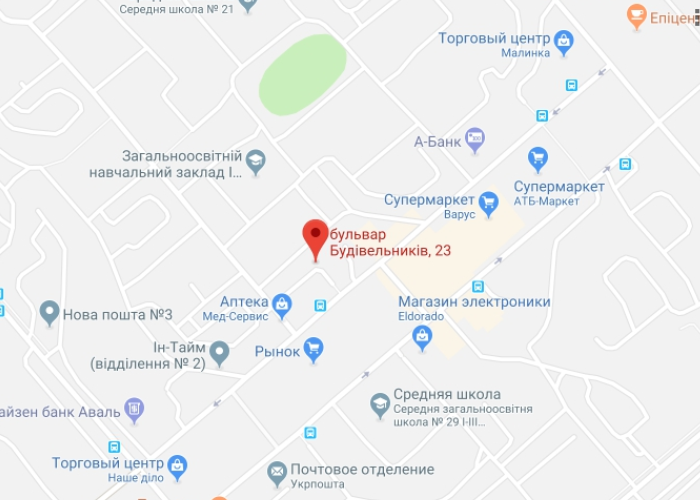 Середня школа № 21
Епіцен
Торговый центр
Малинка
А-Банк
Загальноосвітній
навчальний заклад I...
Супермаркет
АТБ-Маркет
Супермаркет
Варус
бульвар
Будівельників, 23
Аптека
Мед-Сервис
Магазин электроники
Eldorado
Нова пошта №3
Ін-Тайм
(відділення № 2)
Рынок
Средняя школа
Середня загальноосвітня
школа № 29 I-III...
айзен банк Аваль
Торговый центр
Наше діло
Почтовое отделение
Укрпошта